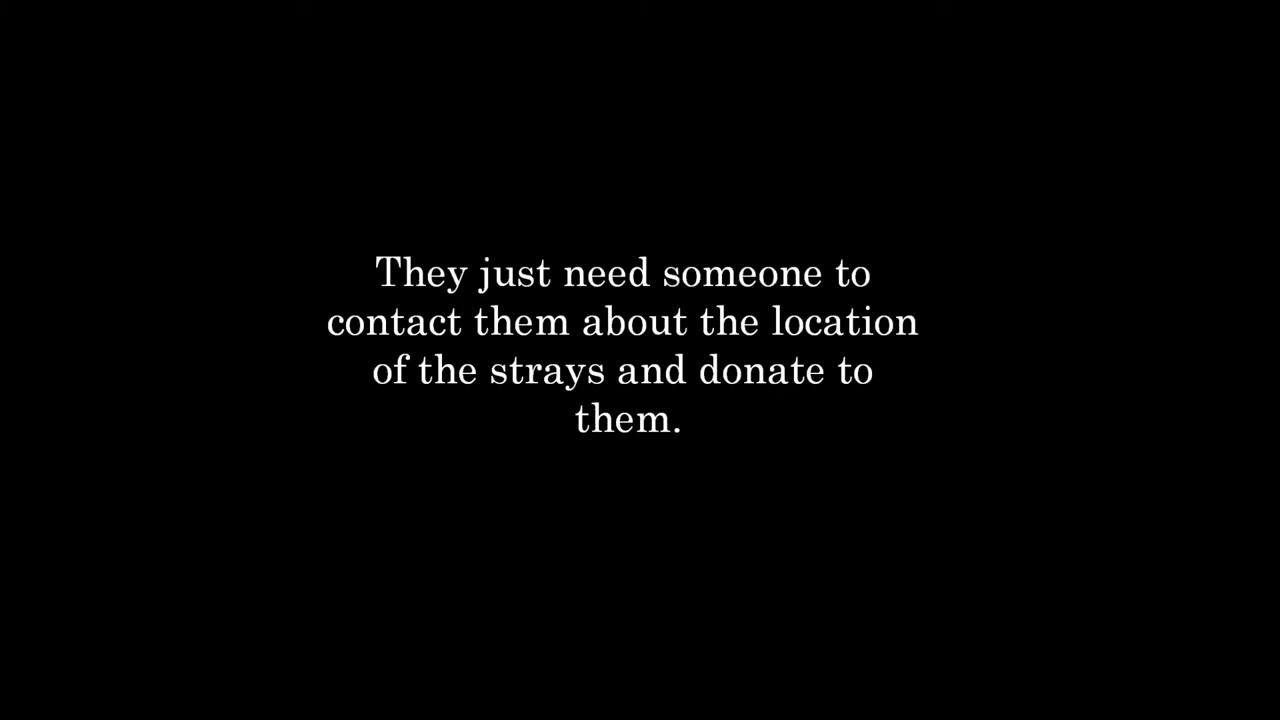 They just need someone to
contact them about the location
of the strays and donate to
them.